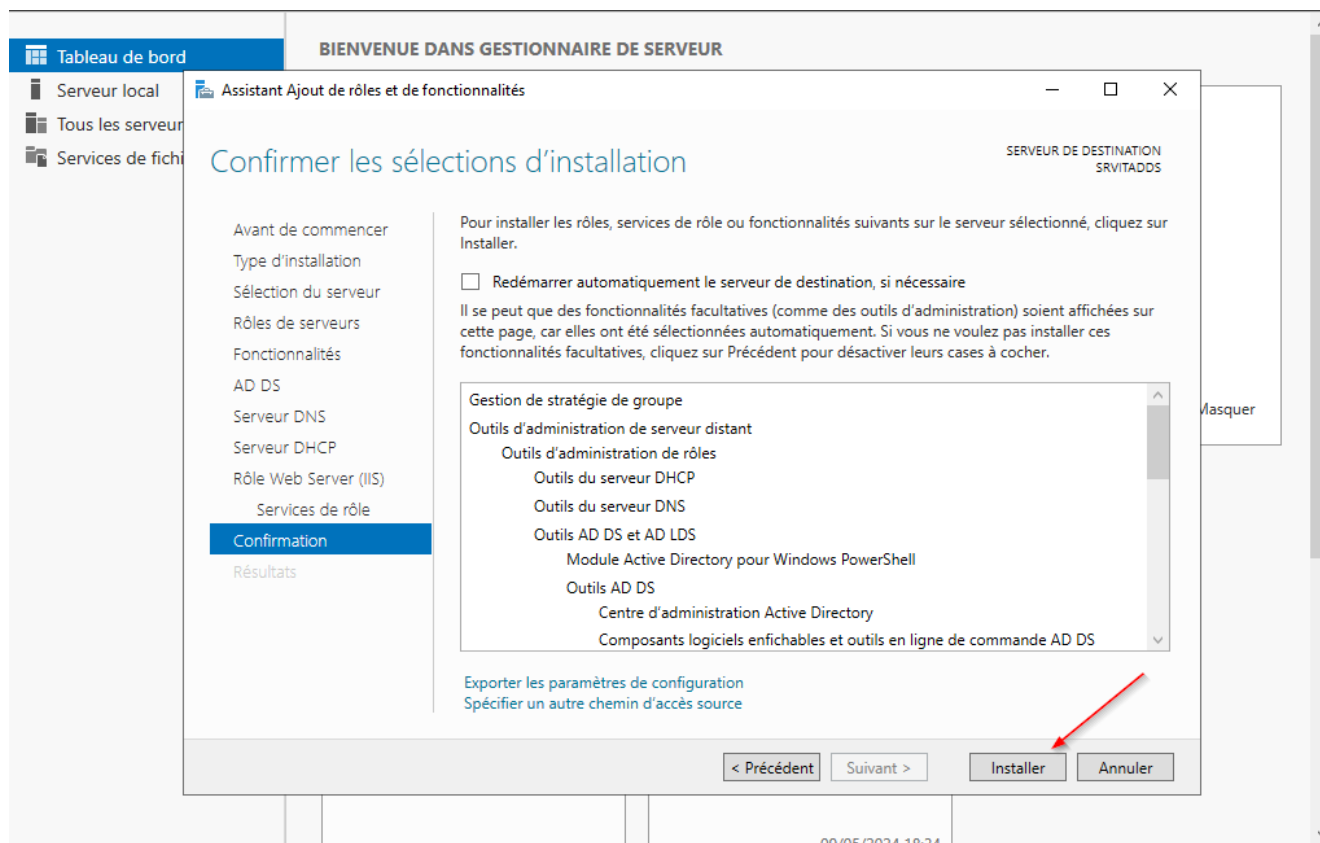 Tableau de bord
BIENVENUE DANS GESTIONNAIRE DE SERVEUR
Serveur local
Tous les serveur
Services de fichi
Assistant Ajout de rôles et de fonctionnalités
Confirmer les sélections d'installation
SERVEUR DE DESTINATION
SRVITADDS
Avant de commencer
Type d'installation
Sélection du serveur
Rôles de serveurs
Fonctionnalités
AD DS
Serveur DNS
Serveur DHCP
Rôle Web Server (IIS)
Services de rôle
Confirmation
Résultats
Pour installer les rôles, services de rôle ou fonctionnalités suivants sur le serveur sélectionné, cliquez sur
Installer.
Redémarrer automatiquement le serveur de destination, si nécessaire
Il se peut que des fonctionnalités facultatives (comme des outils d'administration) soient affichées sur
cette page, car elles ont été sélectionnées automatiquement. Si vous ne voulez pas installer ces
fonctionnalités facultatives, cliquez sur Précédent pour désactiver leurs cases à cocher.
Gestion de stratégie de groupe
Outils d'administration de serveur distant
Outils d'administration de rôles
Outils du serveur DHCP
Outils du serveur DNS
Outils AD DS et AD LDS
Module Active Directory pour Windows PowerShell
Outils AD DS
Centre d'administration Active Directory
Composants logiciels enfichables et outils en ligne de commande AD DS
Masquer
Exporter les paramètres de configuration
Spécifier un autre chemin d'accès source
< Précédent
Suivant >
Installer
Annuler